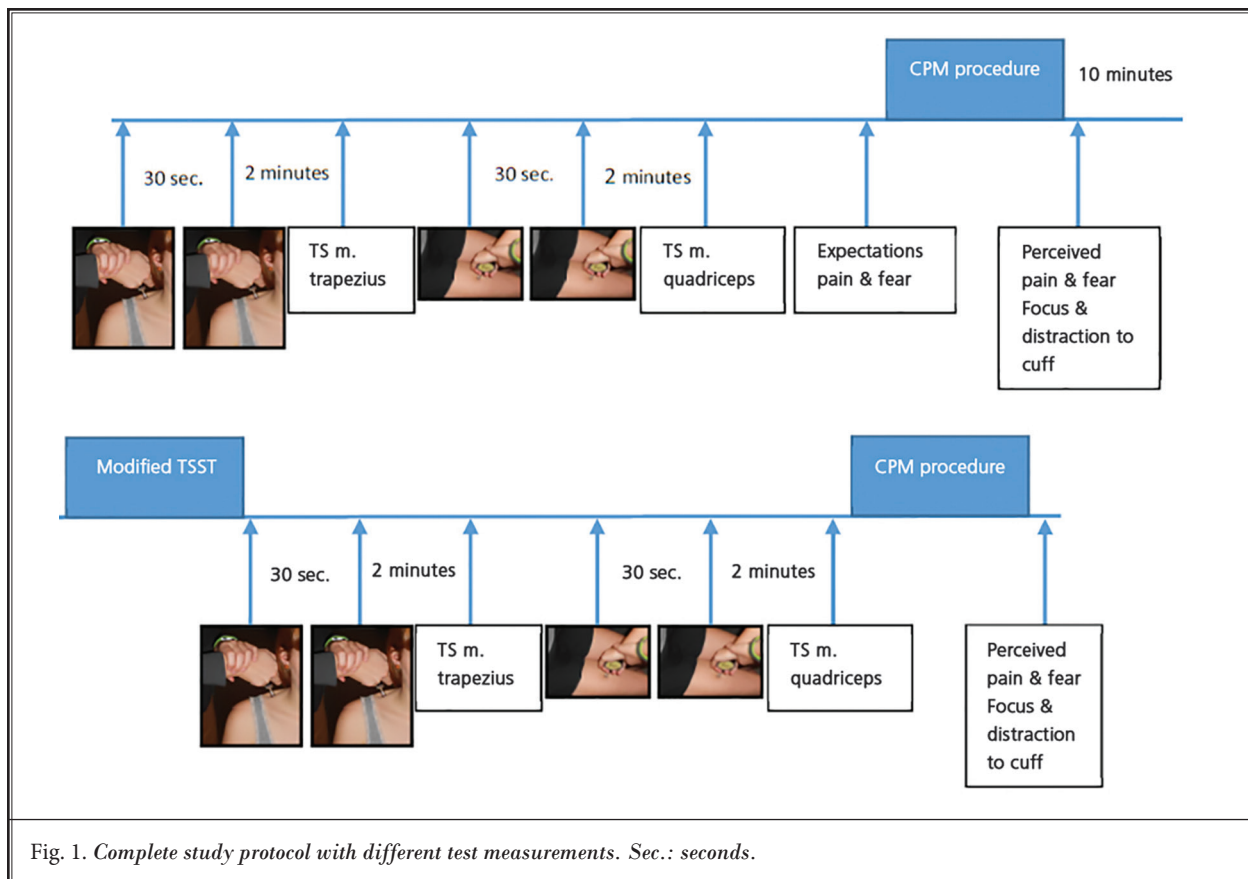 CPM procedure
10 minutes
30 sec.
2 minutes
30 sec.
2 minutes
TS m.
trapezius
TS m.
quadriceps
Expectations
pain & fear
Perceived
pain & fear
Focus &
distraction to
cuff
Modified TSST
CPM procedure
30 sec.
2 minutes
30 sec.
2 minutes
TS m.
trapezius
TS m.
quadriceps
Perceived
pain & fear
Focus &
distraction
to cuff
Fig. 1. Complete study protocol with different test measurements. Sec.: seconds.